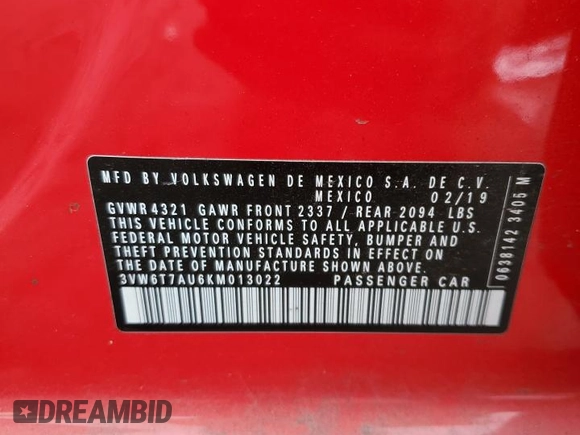 MFD BY VOLKSWAGEN DE MEXICO S.A. DE C.V.
MEXICO 02/19
GVWR 4321 GAWR FRONT 2337 / REAR 2094 LBS
THIS VEHICLE CONFORMS TO ALL APPLICABLE U.S.
FEDERAL MOTOR VEHICLE SAFETY, BUMPER AND
THEFT PREVENTION STANDARDS IN EFFECT ON
DATE OF MANUFACTURE SHOWN ABOVE.
3VW6T7AU6KM013022 PASSENGER CAR
0638142 3405 M
DREAMBID